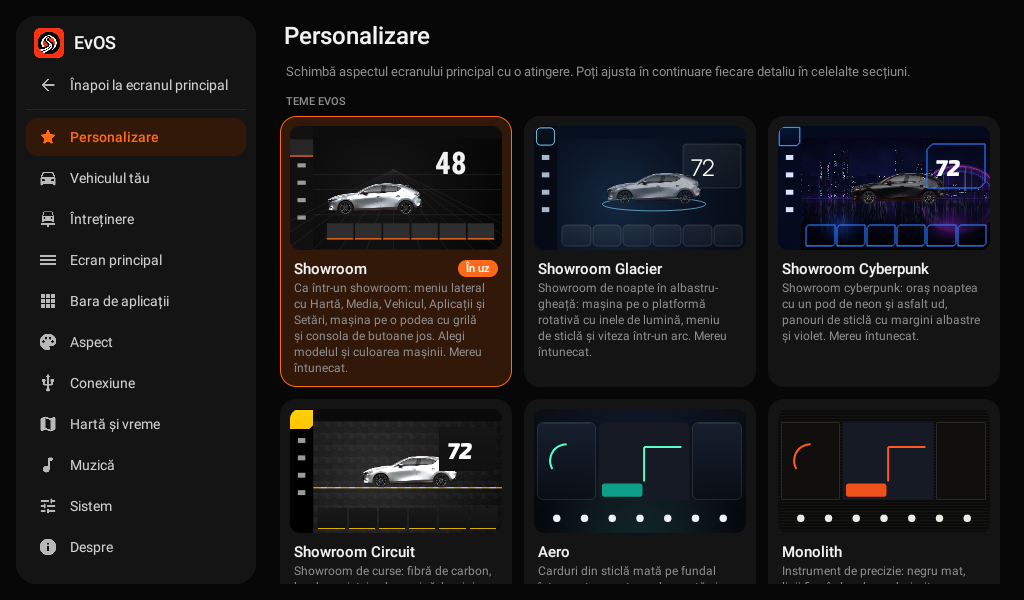 EvOS
Înapoi la ecranul principal
Personalizare
Vehiculul tău
Întreținere
Ecran principal
Bara de aplicații
Aspect
Conexiune
Hartă și vreme
Muzică
Sistem
Despre
Personalizare
Schimbă aspectul ecranului principal cu o atingere. Poți ajusta în continuare fiecare detaliu în celelalte secțiuni.
TEME EVOS
48
Showroom
În uz
Ca într-un showroom: meniu lateral
cu Hartă, Media, Vehicul, Aplicații și
Setări, mașina pe o podea cu grilă
și consola de butoane jos. Alegi
modelul și culoarea mașinii. Mereu
întunecat.
72
Showroom Glacier
Showroom de noapte în albastru-
gheață: mașina pe o platformă
rotativă cu inele de lumină, meniu
de sticlă și viteza într-un arc. Mereu
întunecat.
72
Showroom Cyberpunk
Showroom cyberpunk: oraș noaptea
cu un pod de neon și asfalt ud,
panouri de sticlă cu margini albastre
și violet. Mereu întunecat.
72
Showroom Circuit
Showroom de curse: fibră de carbon,
Aero
Carduri din sticlă mată pe fundal
Monolith
Instrument de precizie: negru mat,